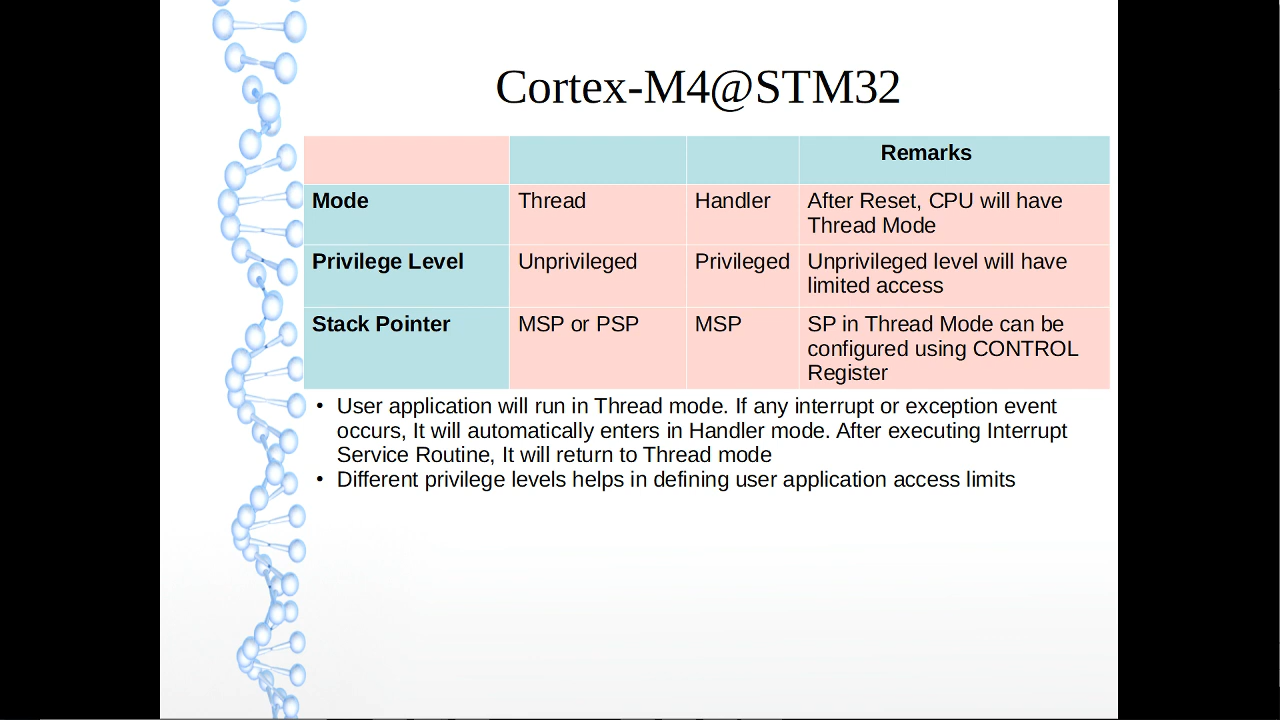 Cortex-M4@STM32
Remarks
Mode Thread Handler After Reset, CPU will have
Thread Mode
Privilege Level Unprivileged Privileged Unprivileged level will have
limited access
Stack Pointer MSP or PSP MSP SP in Thread Mode can be
configured using CONTROL
Register
• User application will run in Thread mode. If any interrupt or exception event
occurs, It will automatically enters in Handler mode. After executing Interrupt
Service Routine, It will return to Thread mode
• Different privilege levels helps in defining user application access limits